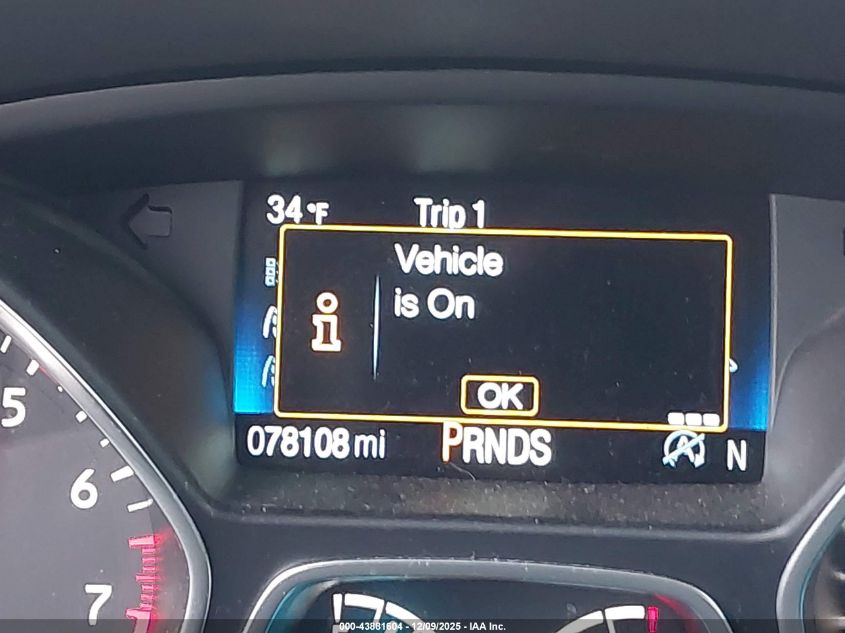 34 °F Trip 1
Vehicle
is On
i
OK
078108 mi PRNDS A N
5
6
7
000-43881604 - 12/09/2025 - IAA Inc.